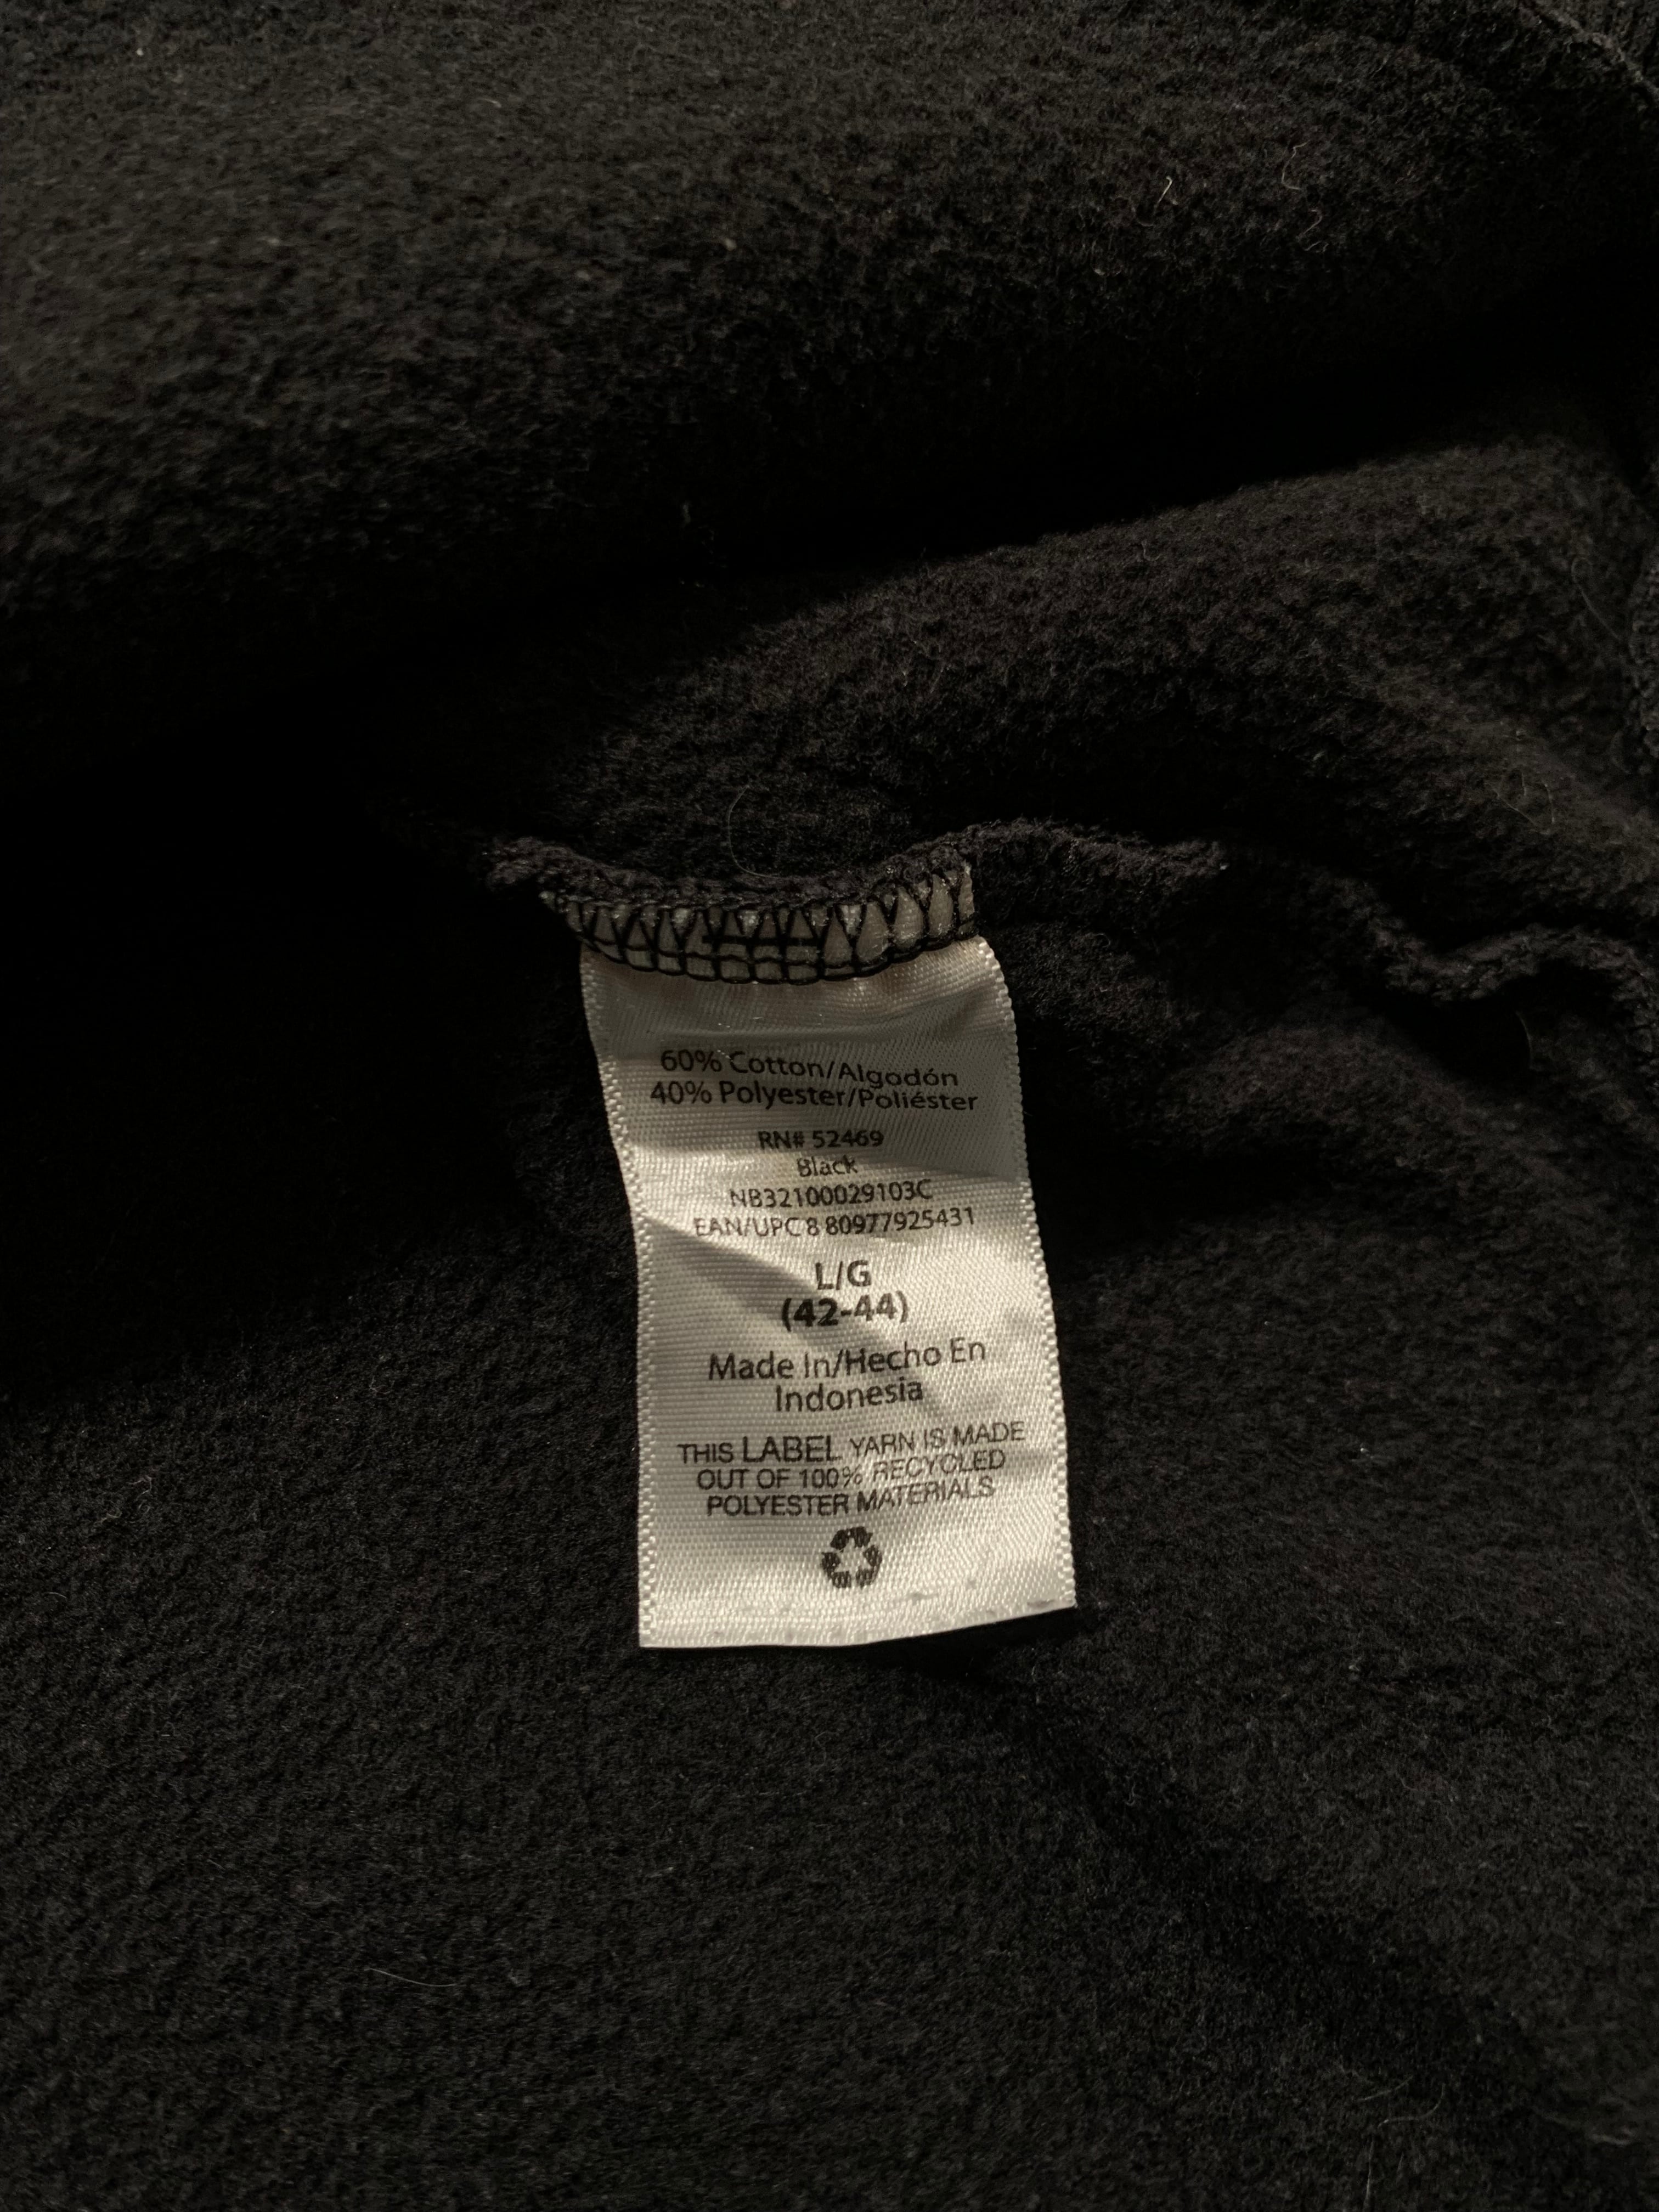 60% Cotton/Algodón
40% Polyester/Poliéster
RN# 52469
Black
NB32100029103C
EAN/UPC 8 80977925431
L/G
(42-44)
Made In/Hecho En
Indonesia
THIS LABEL YARN IS MADE
OUT OF 100% RECYCLED
POLYESTER MATERIALS